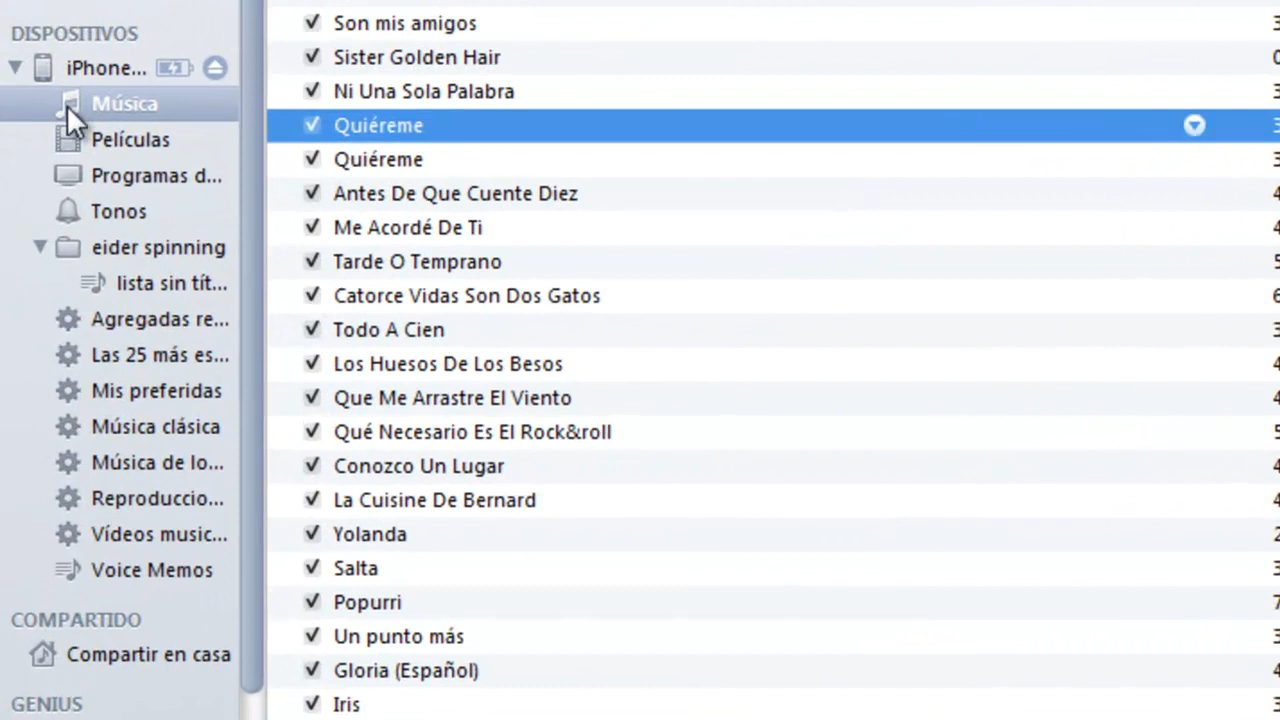 DISPOSITIVOS
iPhone...
Música
Películas
Programas d...
Tonos
eider spinning
lista sin tít...
Agregadas re...
Las 25 más es...
Mis preferidas
Música clásica
Música de lo...
Reproduccio...
Vídeos music...
Voice Memos
COMPARTIDO
Compartir en casa
GENIUS
Son mis amigos
Sister Golden Hair
Ni Una Sola Palabra
Quiéreme
Quiéreme
Antes De Que Cuente Diez
Me Acordé De Ti
Tarde O Temprano
Catorce Vidas Son Dos Gatos
Todo A Cien
Los Huesos De Los Besos
Que Me Arrastre El Viento
Qué Necesario Es El Rock&roll
Conozco Un Lugar
La Cuisine De Bernard
Yolanda
Salta
Popurri
Un punto más
Gloria (Español)
Iris